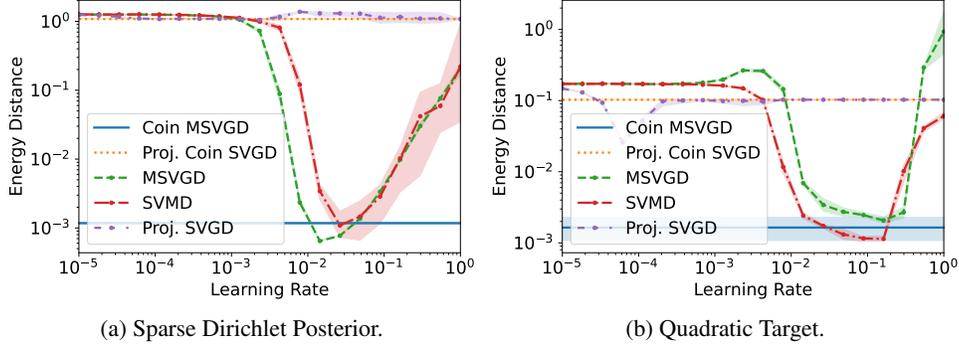 10^0
10^-1
10^-2
10^-3
Energy Distance
Coin MSVGD
Proj. Coin SVGD
MSVGD
SVMD
Proj. SVGD
10^-5 10^-4 10^-3 10^-2 10^-1 10^0
Learning Rate
(a) Sparse Dirichlet Posterior.
10^0
10^-1
10^-2
10^-3
Energy Distance
Coin MSVGD
Proj. Coin SVGD
MSVGD
SVMD
Proj. SVGD
10^-5 10^-4 10^-3 10^-2 10^-1 10^0
Learning Rate
(b) Quadratic Target.